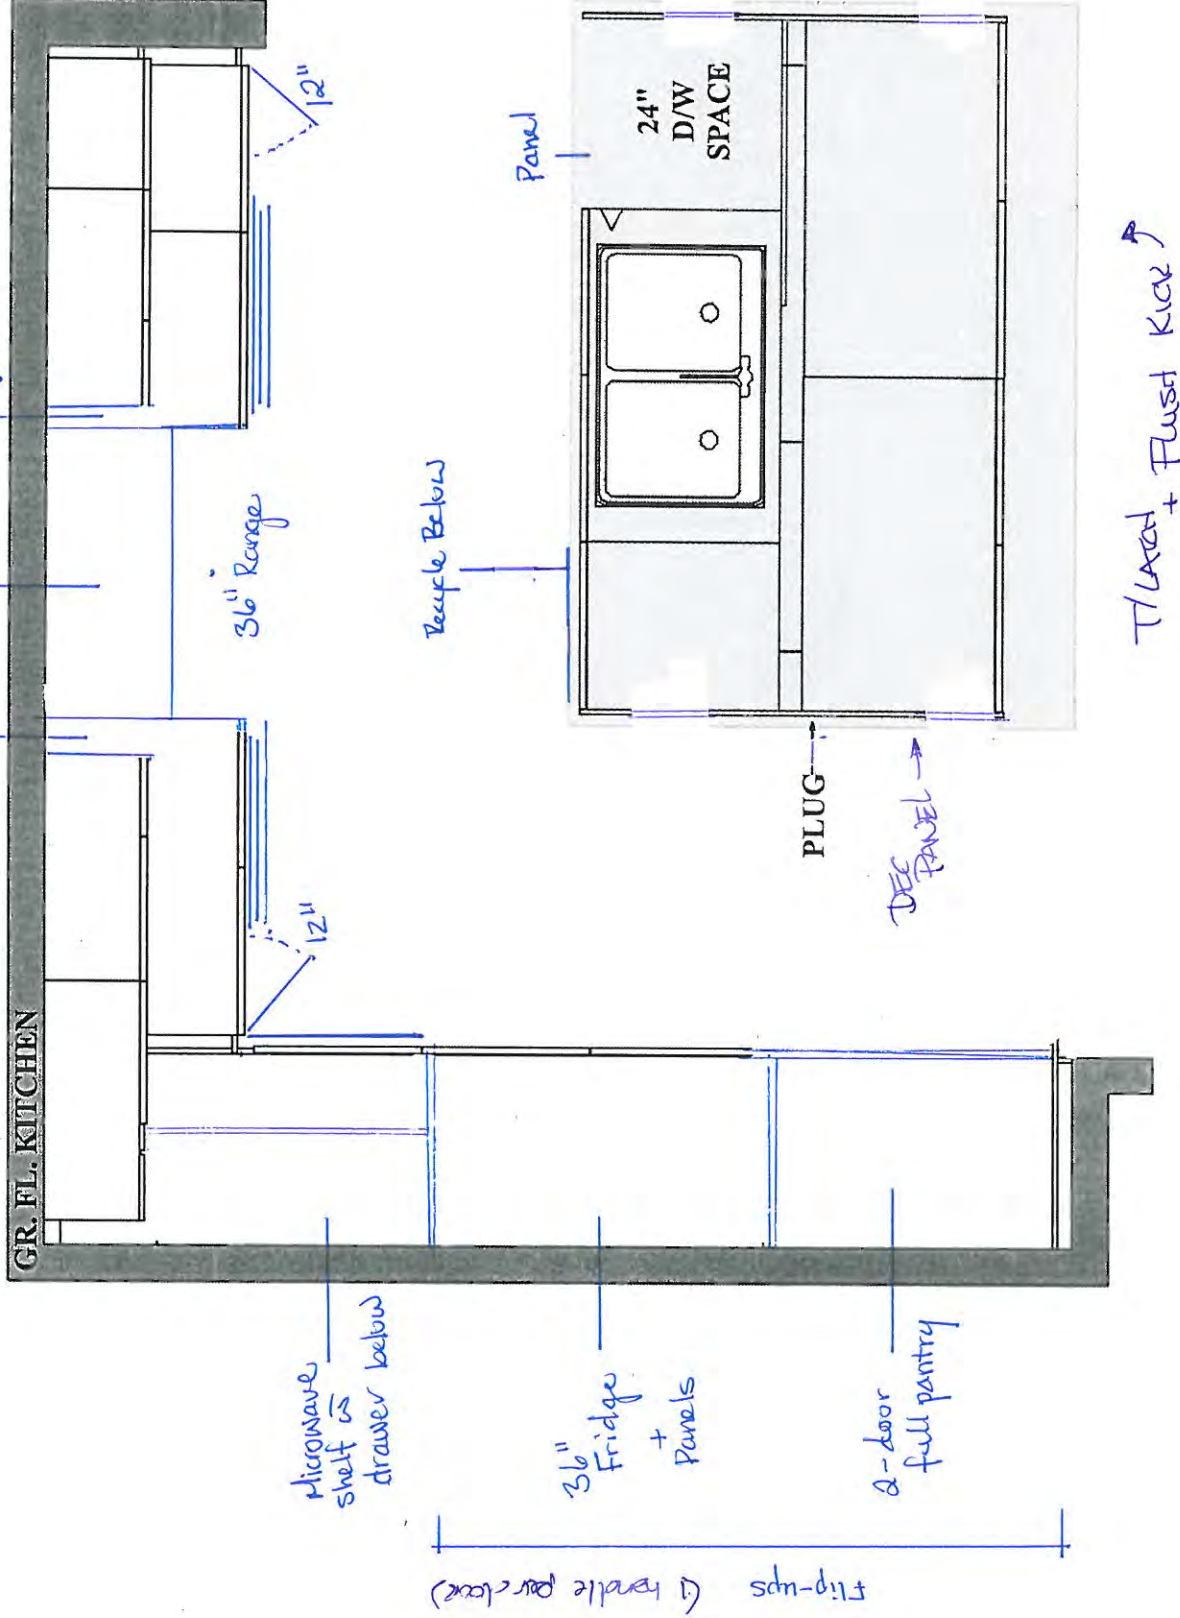 GR. FL. KITCHEN
12"
36" Range
12"
Panel
24"
D/W
SPACE
Recycle Below
PLUG
DEC
PANEL
T/LATCH + FLUSH KICK
Microwave
shelf w
drawer below
36"
Fridge
+
Panels
2-door
full pantry
Flip-ups (1 handle per door)